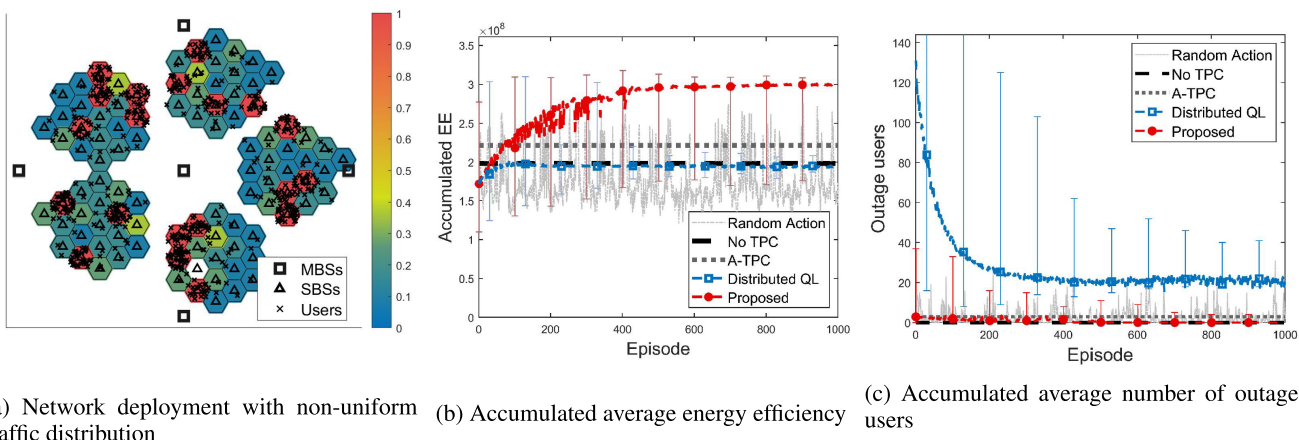 1
0.9
0.8
0.7
0.6
0.5
0.4
0.3
0.2
0.1
0
MBSs
SBSs
Users
×10⁸
3.5
3
2.5
2
1.5
1
0.5
0
0 200 400 600 800 1000
Accumulated EE
Episode
Random Action
No TPC
A-TPC
Distributed QL
Proposed
140
120
100
80
60
40
20
0
0 200 400 600 800 1000
Outage users
Episode
Random Action
No TPC
A-TPC
Distributed QL
Proposed
) Network deployment with non-uniform
affic distribution
(b) Accumulated average energy efficiency
(c) Accumulated average number of outage
users